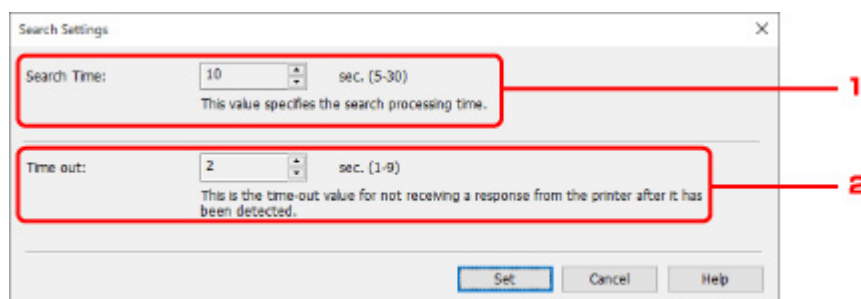 Search Settings
Search Time: 10 sec. (5-30)
This value specifies the search processing time.
1
Time out: 2 sec. (1-9)
This is the time-out value for not receiving a response from the printer after it has
been detected.
2
Set Cancel Help